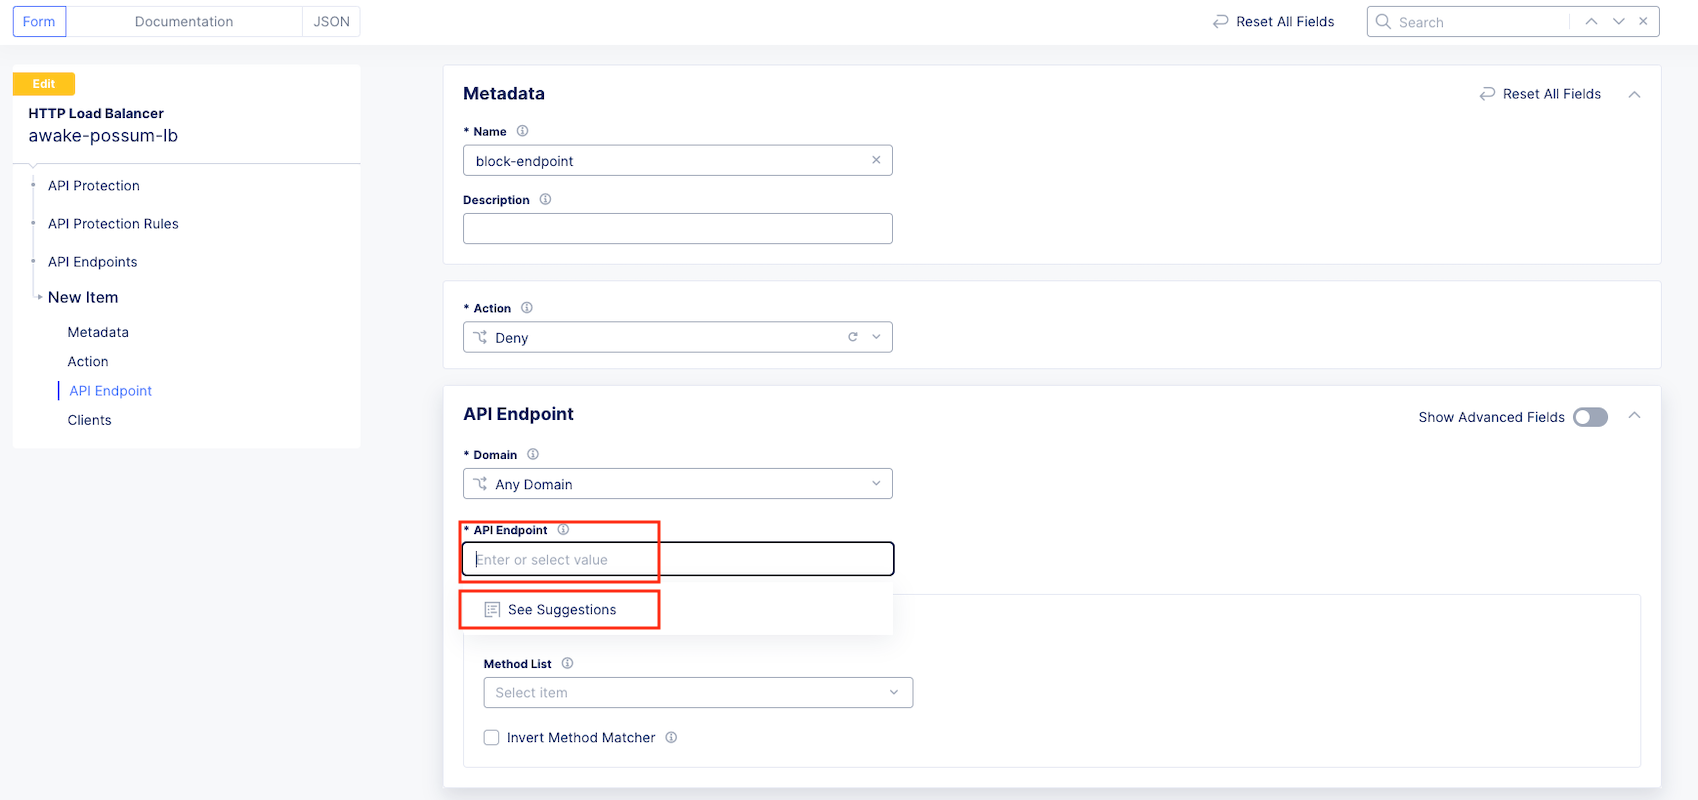 Form
Documentation
JSON
Reset All Fields
Search
Edit
HTTP Load Balancer
awake-possum-lb
API Protection
API Protection Rules
API Endpoints
New Item
Metadata
Action
API Endpoint
Clients
Metadata
Reset All Fields
* Name
block-endpoint
Description
* Action
Deny
API Endpoint
Show Advanced Fields
* Domain
Any Domain
* API Endpoint
Enter or select value
See Suggestions
Method List
Select item
Invert Method Matcher